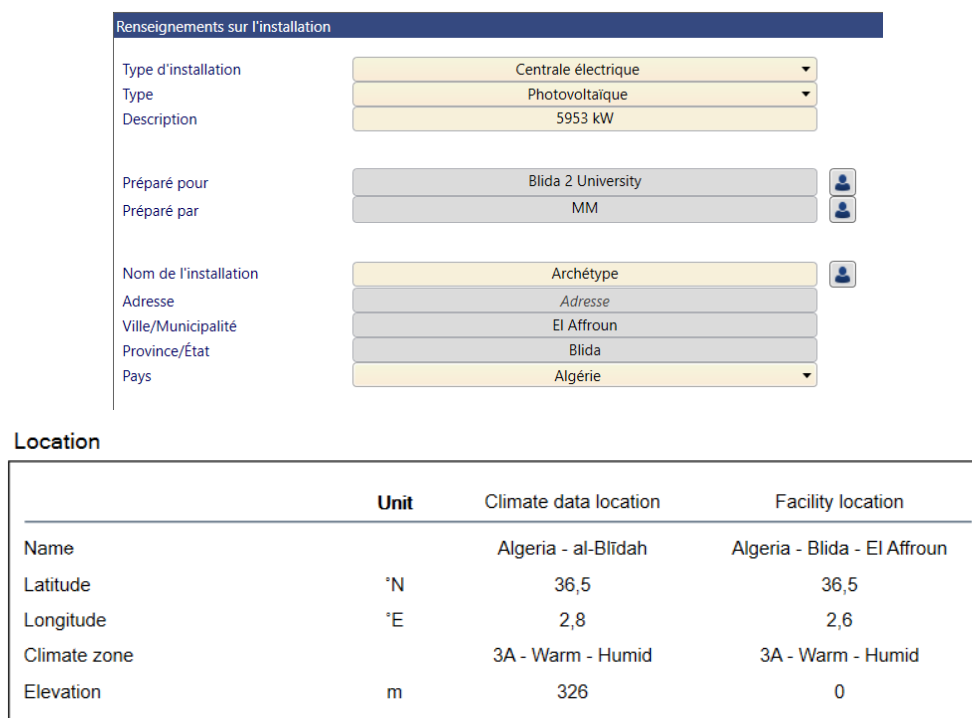 Renseignements sur l'installation
Type d'installation Centrale électrique
Type Photovoltaïque
Description 5953 kW
Préparé pour Blida 2 University
Préparé par MM
Nom de l'installation Archétype
Adresse Adresse
Ville/Municipalité El Affroun
Province/État Blida
Pays Algérie
Location
Unit Climate data location Facility location
Name Algeria - al-Blīdah Algeria - Blida - El Affroun
Latitude ˚N 36,5 36,5
Longitude ˚E 2,8 2,6
Climate zone 3A - Warm - Humid 3A - Warm - Humid
Elevation m 326 0